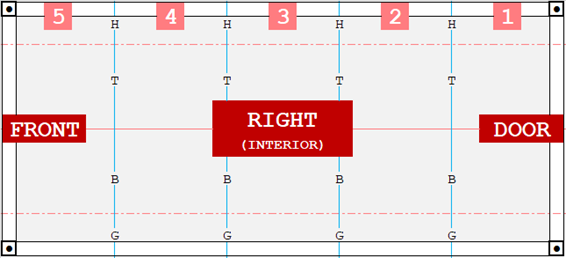 5 4 3 2 1
H H H H
T T T T
FRONT RIGHT DOOR
(INTERIOR)
B B B B
G G G G